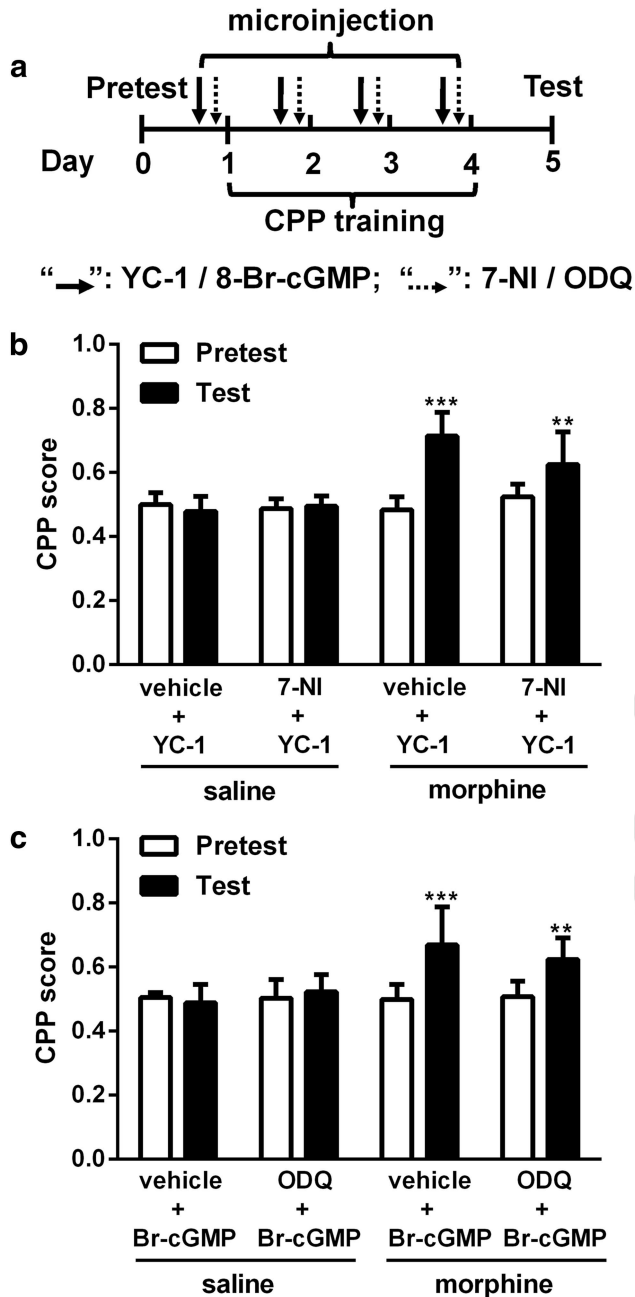 a
microinjection
Pretest
Test
Day
0 1 2 3 4 5
CPP training
“→”: YC-1 / 8-Br-cGMP; “....▸”: 7-NI / ODQ
b
Pretest
Test
CPP score
1.0
0.8
0.6
0.4
0.2
0.0
***
**
vehicle 7-NI vehicle 7-NI
+ + + +
YC-1 YC-1 YC-1 YC-1
saline morphine
c
Pretest
Test
CPP score
1.0
0.8
0.6
0.4
0.2
0.0
***
**
vehicle ODQ vehicle ODQ
+ + + +
Br-cGMP Br-cGMP Br-cGMP Br-cGMP
saline morphine